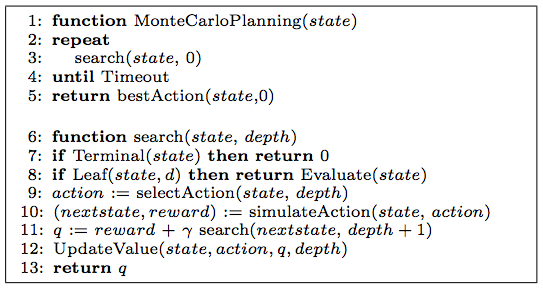 1: function MonteCarloPlanning(state)
2: repeat
3: search(state, 0)
4: until Timeout
5: return bestAction(state,0)
6: function search(state, depth)
7: if Terminal(state) then return 0
8: if Leaf(state, d) then return Evaluate(state)
9: action := selectAction(state, depth)
10: (nextstate, reward) := simulateAction(state, action)
11: q := reward + γ search(nextstate, depth + 1)
12: UpdateValue(state, action, q, depth)
13: return q